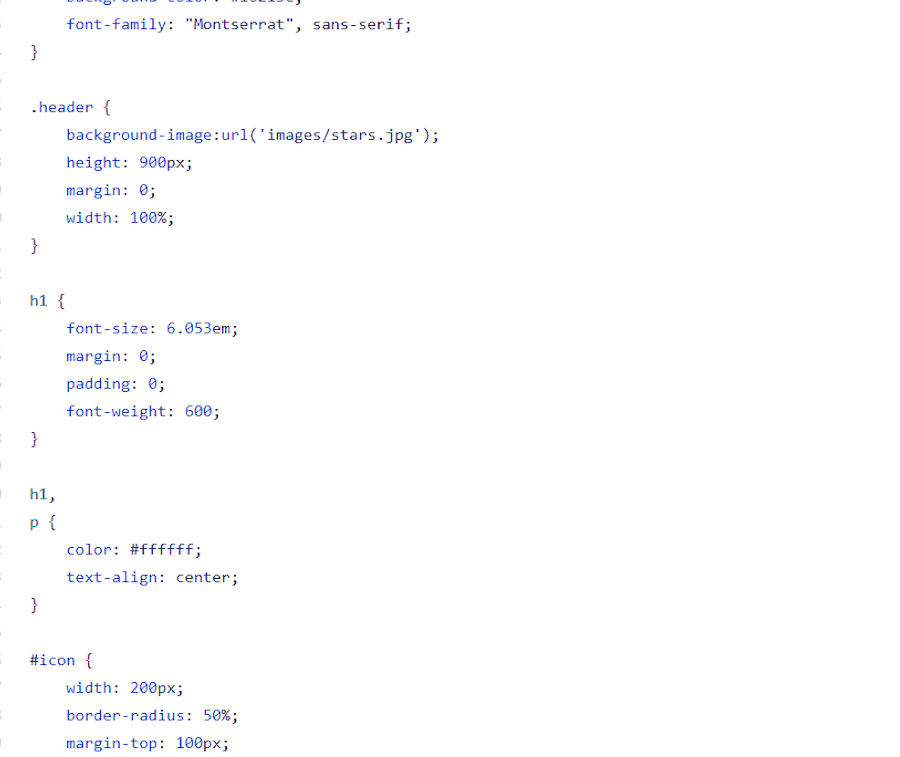 font-family: "Montserrat", sans-serif;
}

.header {
    background-image:url('images/stars.jpg');
    height: 900px;
    margin: 0;
    width: 100%;
}

h1 {
    font-size: 6.053em;
    margin: 0;
    padding: 0;
    font-weight: 600;
}

h1,
p {
    color: #ffffff;
    text-align: center;
}

#icon {
    width: 200px;
    border-radius: 50%;
    margin-top: 100px;